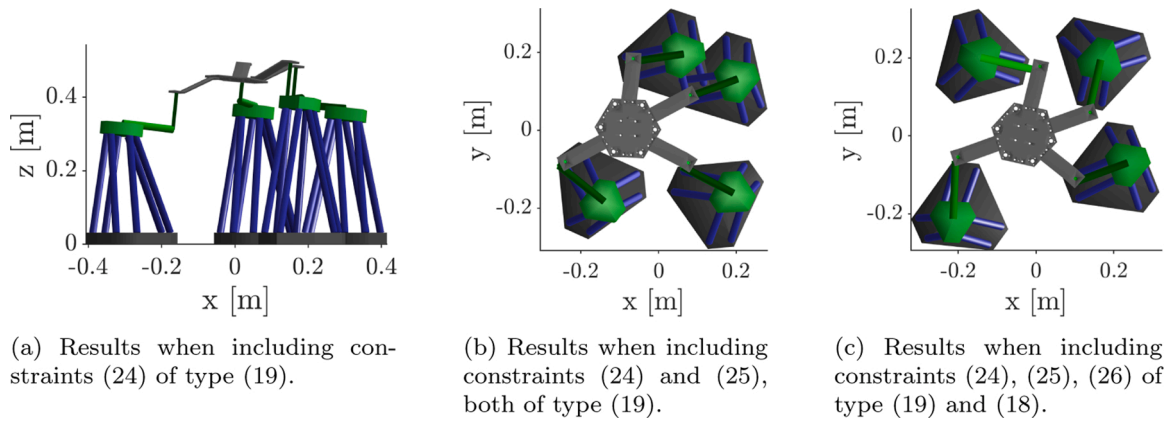 z [m]
0.4
0.2
0
-0.4
-0.2
0
0.2
0.4
x [m]
(a) Results when including con-
straints (24) of type (19).
y [m]
0.2
0
-0.2
-0.2
0
0.2
x [m]
(b) Results when including
constraints (24) and (25),
both of type (19).
y [m]
0.2
0
-0.2
-0.2
0
0.2
x [m]
(c) Results when including
constraints (24), (25), (26) of
type (19) and (18).